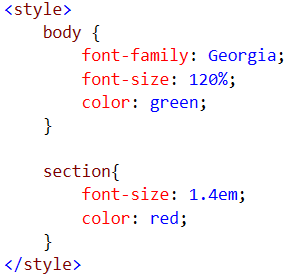 <style>
body {
font-family: Georgia;
font-size: 120%;
color: green;
}
section{
font-size: 1.4em;
color: red;
}
</style>